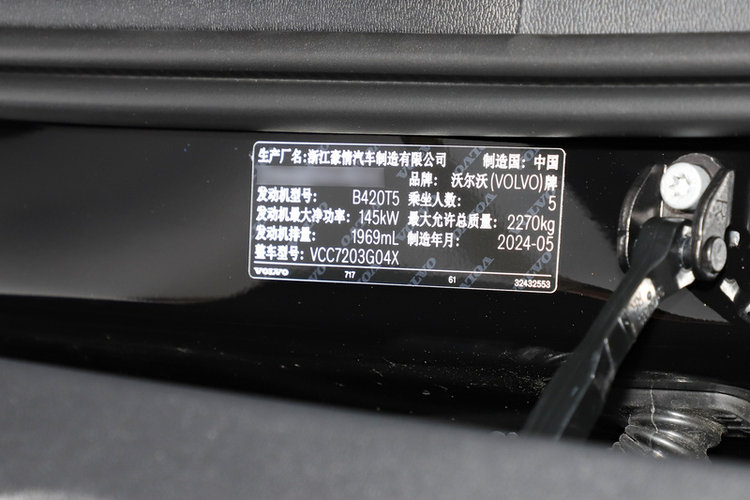 生产厂名:浙江豪情汽车制造有限公司 制造国: 中国
品牌: 沃尔沃(VOLVO)牌
发动机型号: B420T5 乘坐人数: 5
发动机最大净功率: 145kW 最大允许总质量: 2270kg
发动机排量: 1969mL 制造年月: 2024-05
整车型号: VCC7203G04X
VOLVO 717 61 32432553